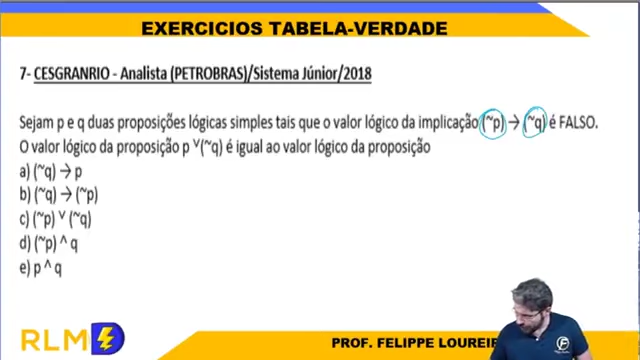 EXERCICIOS TABELA-VERDADE
7- CESGRANRIO - Analista (PETROBRAS)/Sistema Júnior/2018
Sejam p e q duas proposições lógicas simples tais que o valor lógico da implicação (~p) → (~q) é FALSO.
O valor lógico da proposição p ˅ (~q) é igual ao valor lógico da proposição
a) (~q) → p
b) (~q) → (~p)
c) (~p) ˅ (~q)
d) (~p) ^ q
e) p ^ q
RLM
PROF. FELIPPE LOUREI